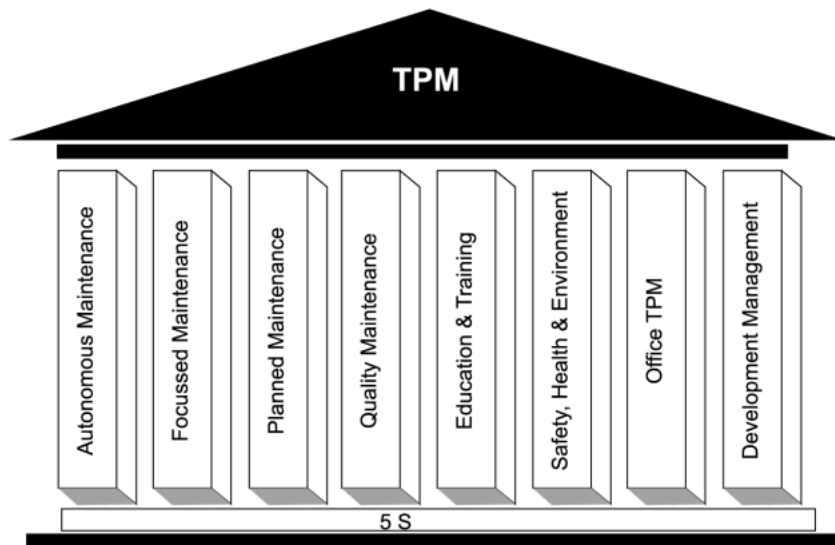 TPM
Autonomous Maintenance
Focussed Maintenance
Planned Maintenance
Quality Maintenance
Education & Training
Safety, Health & Environment
Office TPM
Development Management
5 S